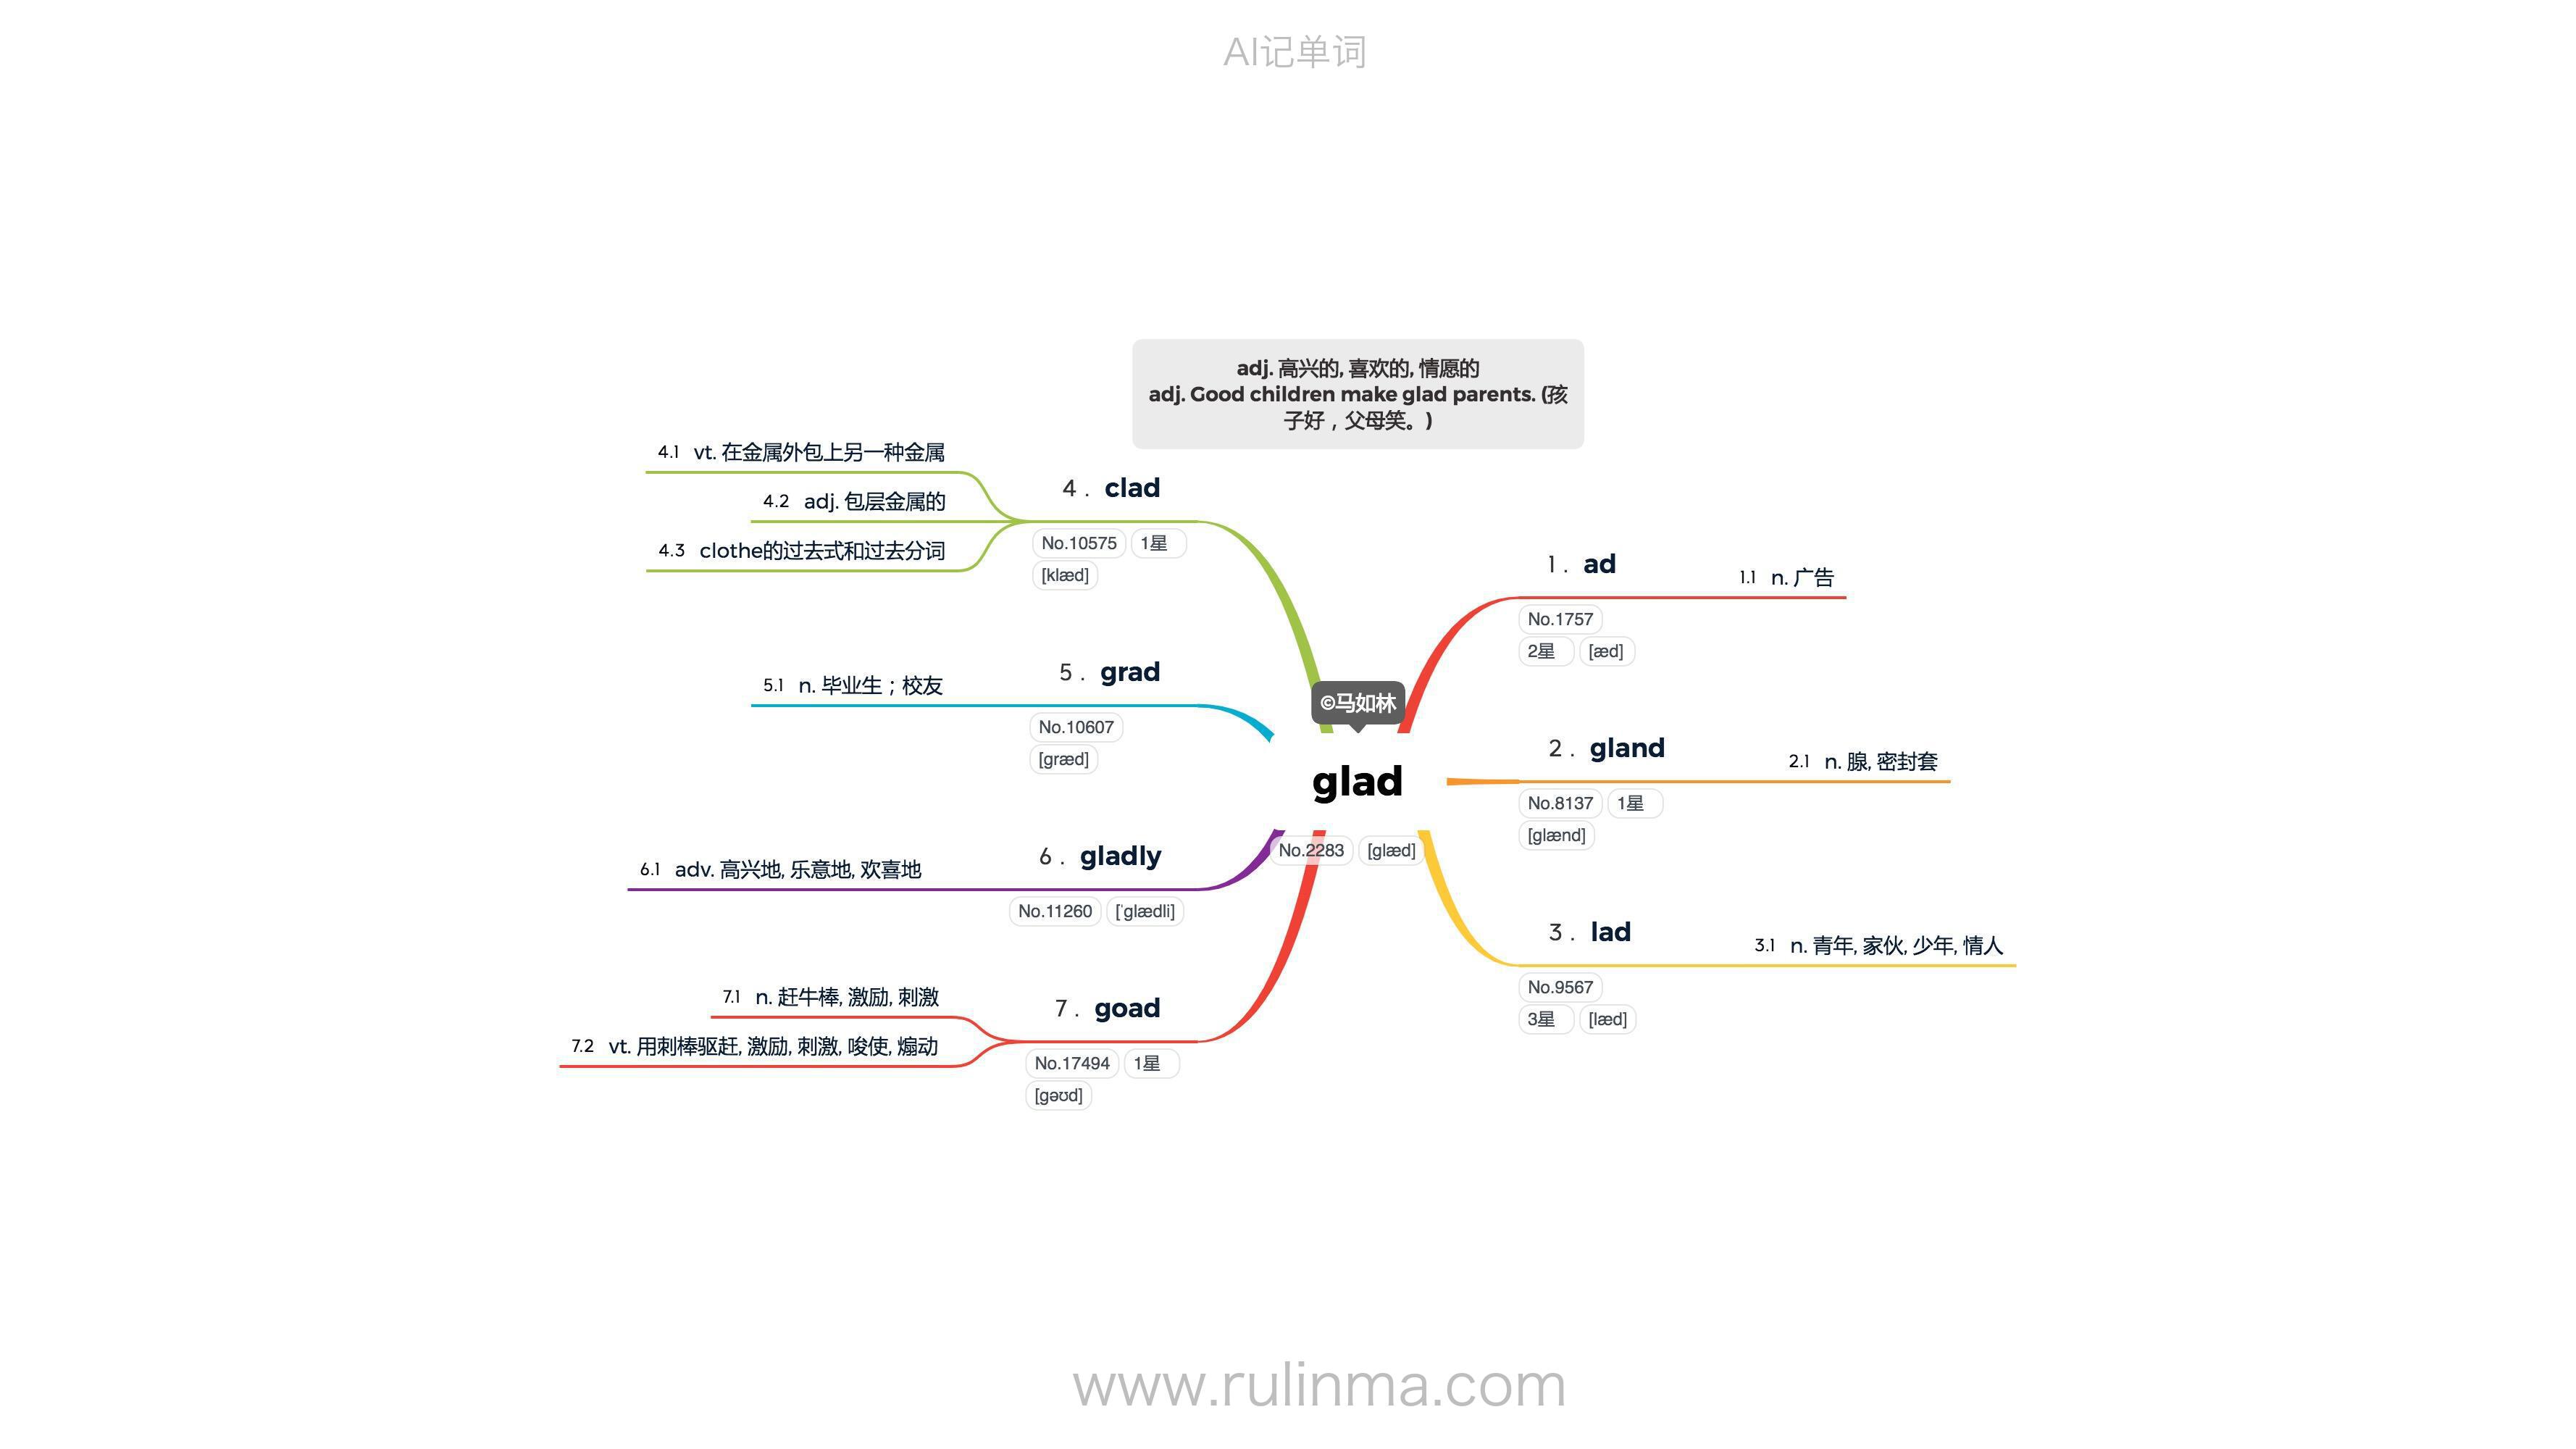 AI记单词
adj. 高兴的, 喜欢的, 情愿的
adj. Good children make glad parents. (孩
子好，父母笑。)
©马如林
glad
No.2283 [glæd]
1. ad
No.1757
2星 [æd]
1.1 n. 广告
2. gland
No.8137 1星
[glænd]
2.1 n. 腺, 密封套
3. lad
No.9567
3星 [læd]
3.1 n. 青年, 家伙, 少年, 情人
4. clad
No.10575 1星
[klæd]
4.1 vt. 在金属外包上另一种金属
4.2 adj. 包层金属的
4.3 clothe的过去式和过去分词
5. grad
No.10607
[græd]
5.1 n. 毕业生；校友
6. gladly
No.11260 [ˈglædli]
6.1 adv. 高兴地, 乐意地, 欢喜地
7. goad
No.17494 1星
[gəʊd]
7.1 n. 赶牛棒, 激励, 刺激
7.2 vt. 用刺棒驱赶, 激励, 刺激, 唆使, 煽动
www.rulinma.com